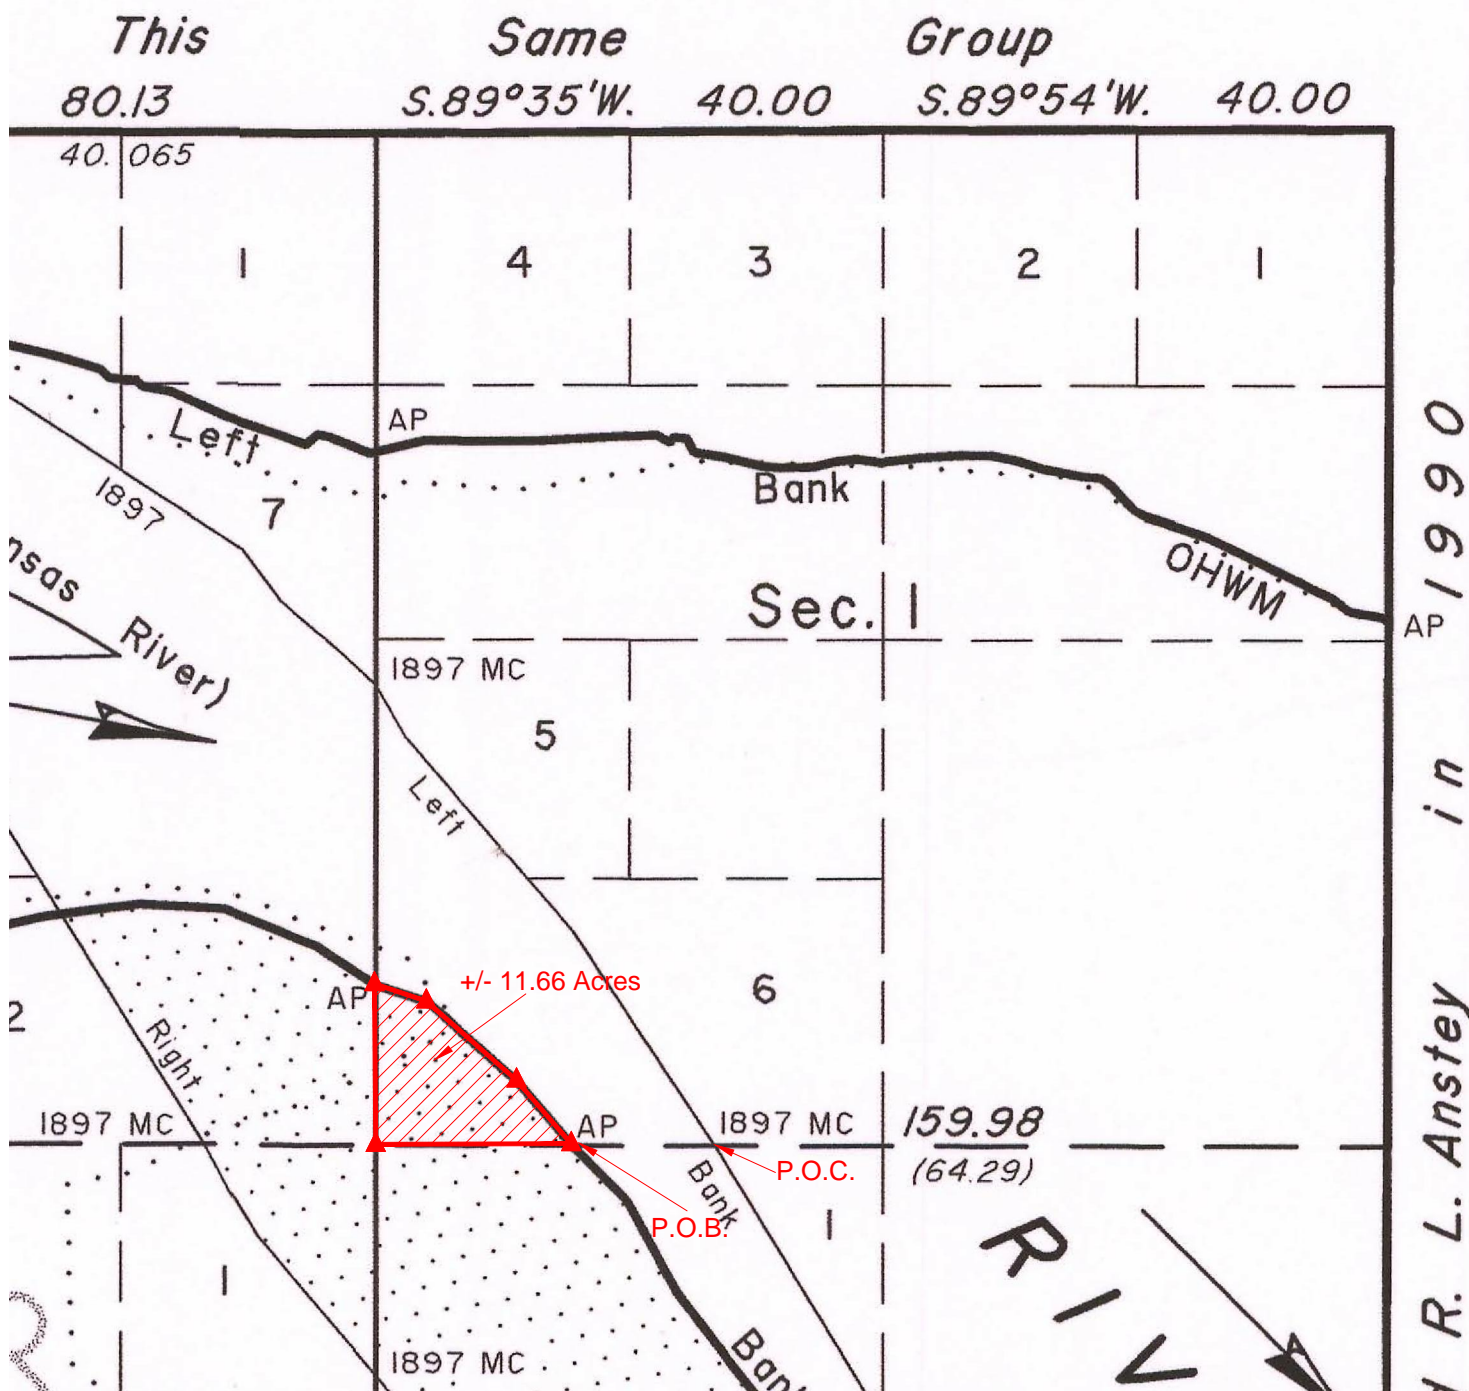 This Same Group
80.13 S.89°35'W. 40.00 S.89°54'W. 40.00
40.065
1 4 3 2 1
AP
Left
Bank
1897
7
OHWM
1990
nsas
River)
Sec. 1
AP
1897 MC
5
in
Left
+/- 11.66 Acres
6
AP
2
Right
R. L. Anstey
1897 MC AP 1897 MC 159.98
(64.29)
P.O.C.
Bank
P.O.B.
1
1
RIV
1897 MC
Ban